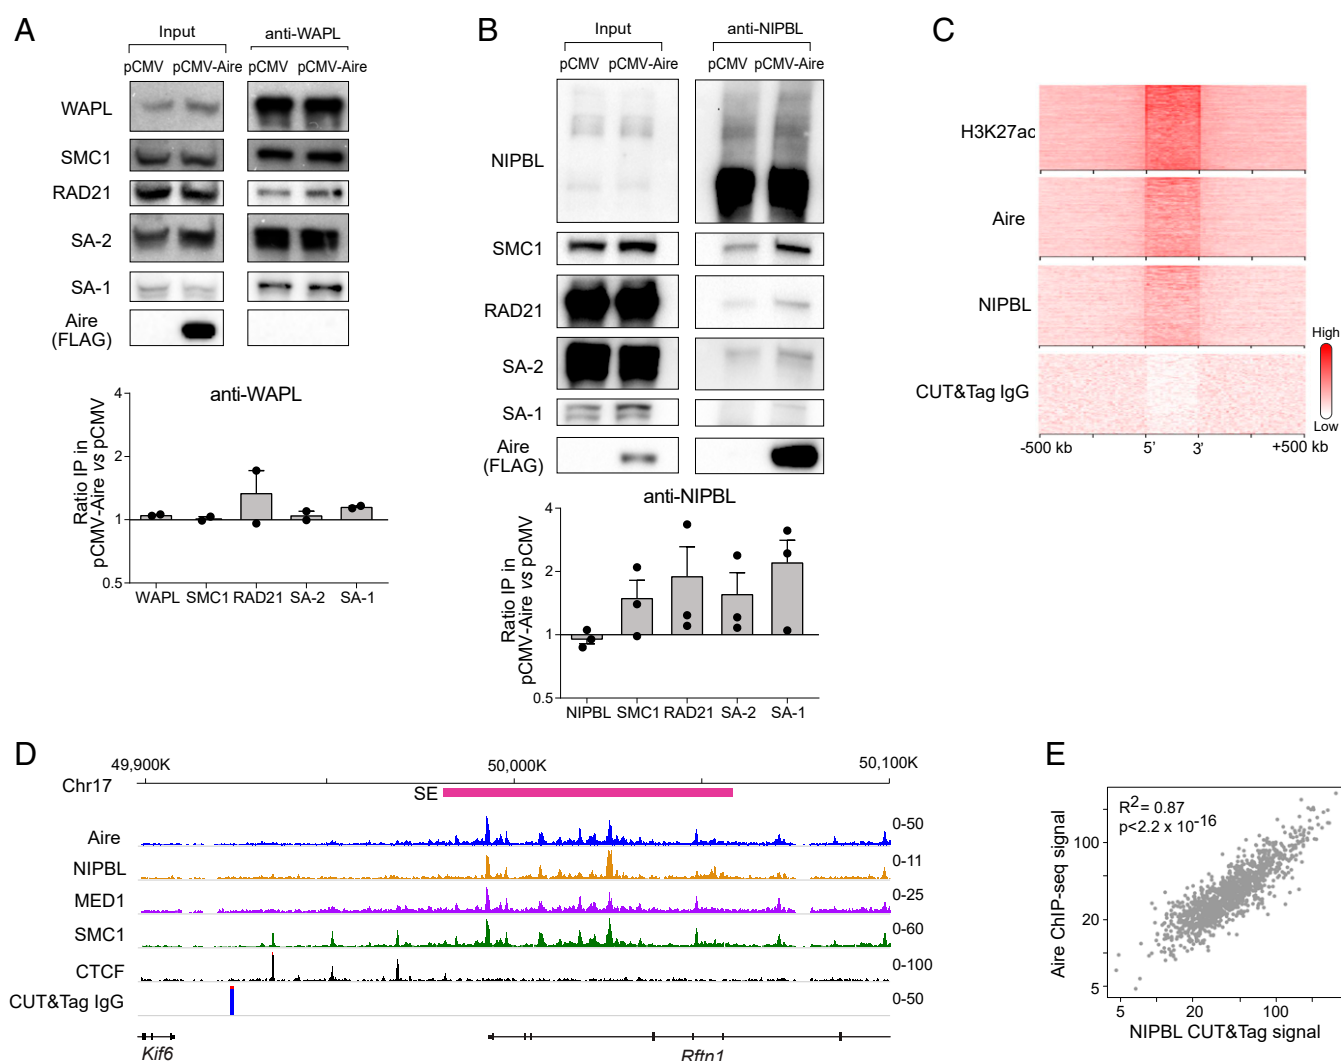 A
Input
anti-WAPL
pCMV
pCMV-Aire
pCMV
pCMV-Aire
WAPL
SMC1
RAD21
SA-2
SA-1
Aire
(FLAG)
anti-WAPL
Ratio IP in
pCMV-Aire vs pCMV
4
2
1
0.5
WAPL SMC1 RAD21 SA-2 SA-1
B
Input
anti-NIPBL
pCMV
pCMV-Aire
pCMV
pCMV-Aire
NIPBL
SMC1
RAD21
SA-2
SA-1
Aire
(FLAG)
anti-NIPBL
Ratio IP in
pCMV-Aire vs pCMV
4
2
1
0.5
NIPBL SMC1 RAD21 SA-2 SA-1
C
H3K27ac
Aire
NIPBL
CUT&Tag IgG
High
Low
-500 kb 5' 3' +500 kb
D
49,900K 50,000K 50,100K
Chr17
SE
Aire 0-50
NIPBL 0-11
MED1 0-25
SMC1 0-60
CTCF 0-100
CUT&Tag IgG 0-50
Kif6 Rftn1
E
R2= 0.87
p<2.2 x 10-16
Aire ChIP-seq signal
100
20
5
5 20 100
NIPBL CUT&Tag signal